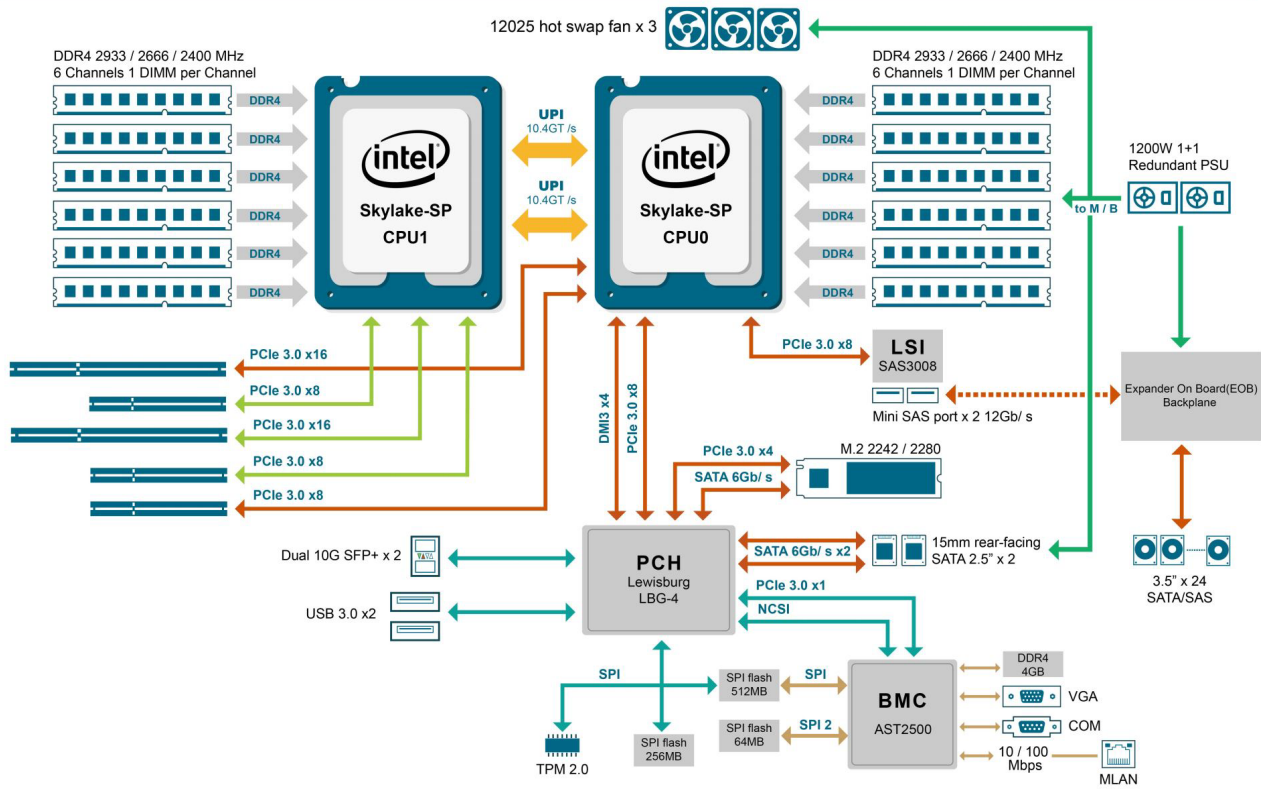 12025 hot swap fan x 3
DDR4 2933 / 2666 / 2400 MHz
6 Channels 1 DIMM per Channel
DDR4
DDR4
DDR4
DDR4
DDR4
DDR4
intel
Skylake-SP
CPU1
UPI
10.4GT /s
UPI
10.4GT /s
intel
Skylake-SP
CPU0
DDR4 2933 / 2666 / 2400 MHz
6 Channels 1 DIMM per Channel
DDR4
DDR4
DDR4
DDR4
DDR4
DDR4
1200W 1+1
Redundant PSU
to M / B
PCIe 3.0 x16
PCIe 3.0 x8
PCIe 3.0 x16
PCIe 3.0 x8
PCIe 3.0 x8
DMI3 x4
PCIe 3.0 x8
PCIe 3.0 x8
LSI
SAS3008
Mini SAS port x 2 12Gb/ s
Expander On Board(EOB)
Backplane
PCIe 3.0 x4
SATA 6Gb/ s
M.2 2242 / 2280
Dual 10G SFP+ x 2
USB 3.0 x2
PCH
Lewisburg
LBG-4
SATA 6Gb/ s x2
15mm rear-facing
SATA 2.5” x 2
3.5” x 24
SATA/SAS
PCIe 3.0 x1
NCSI
SPI
TPM 2.0
SPI flash
256MB
SPI flash
512MB
SPI
SPI flash
64MB
SPI 2
BMC
AST2500
DDR4
4GB
VGA
COM
10 / 100
Mbps
MLAN